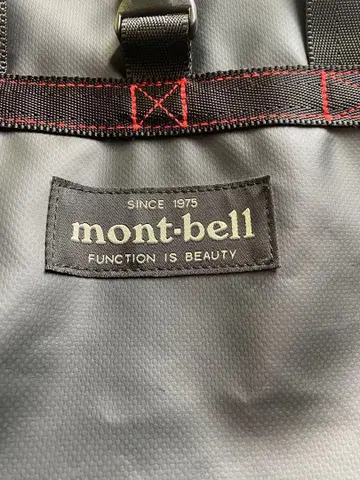 SINCE 1975
mont-bell
FUNCTION IS BEAUTY